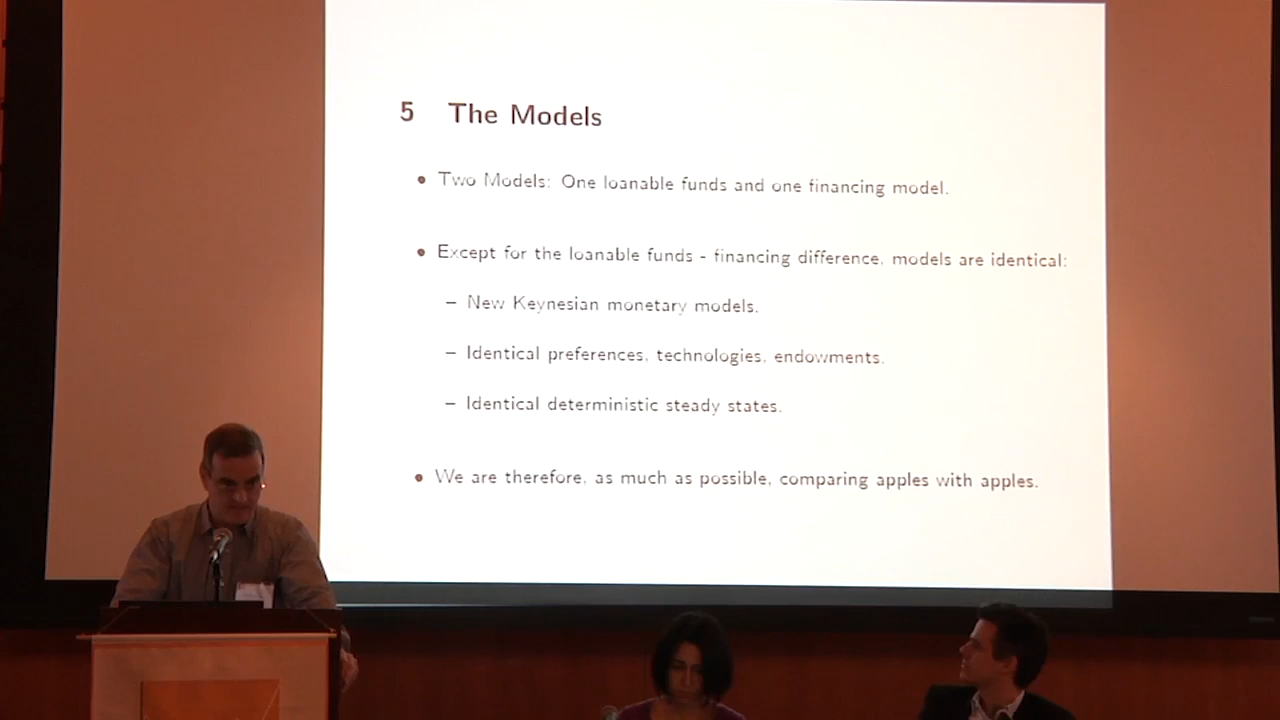 5 The Models
• Two Models: One loanable funds and one financing model.
• Except for the loanable funds - financing difference, models are identical:
– New Keynesian monetary models.
– Identical preferences, technologies, endowments.
– Identical deterministic steady states.
• We are therefore, as much as possible, comparing apples with apples.